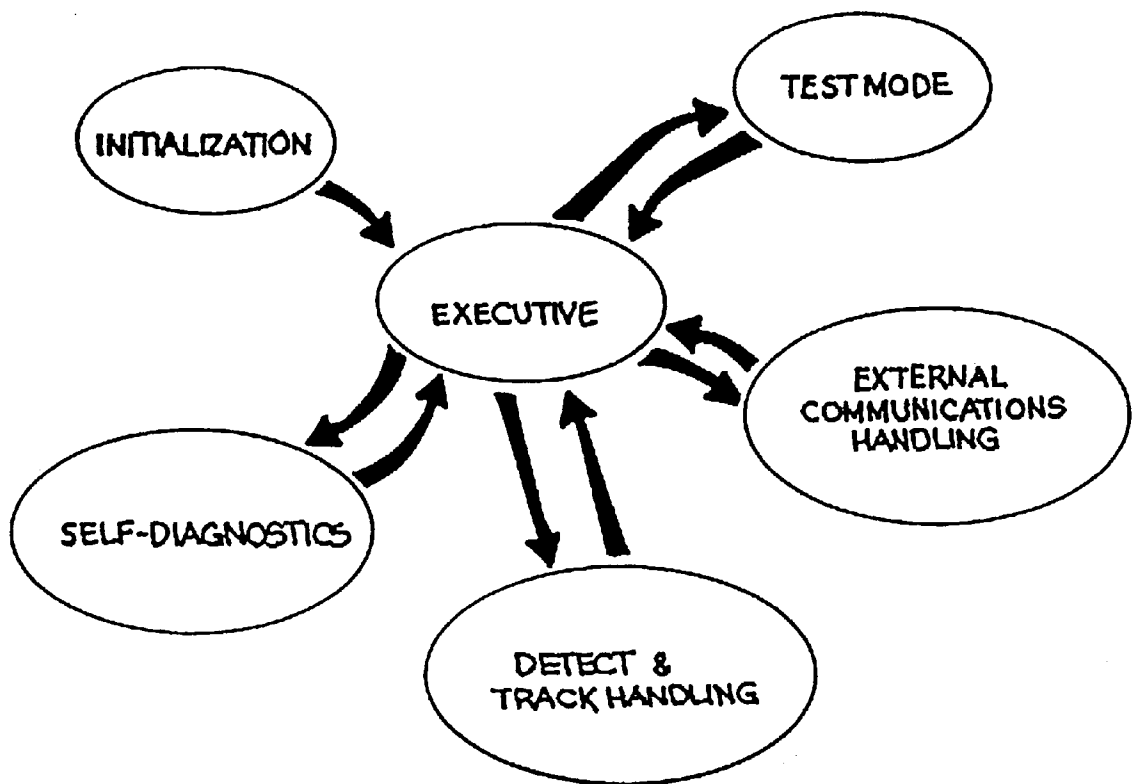 TEST MODE
INITIALIZATION
EXECUTIVE
EXTERNAL
COMMUNICATIONS
HANDLING
SELF-DIAGNOSTICS
DETECT &
TRACK HANDLING